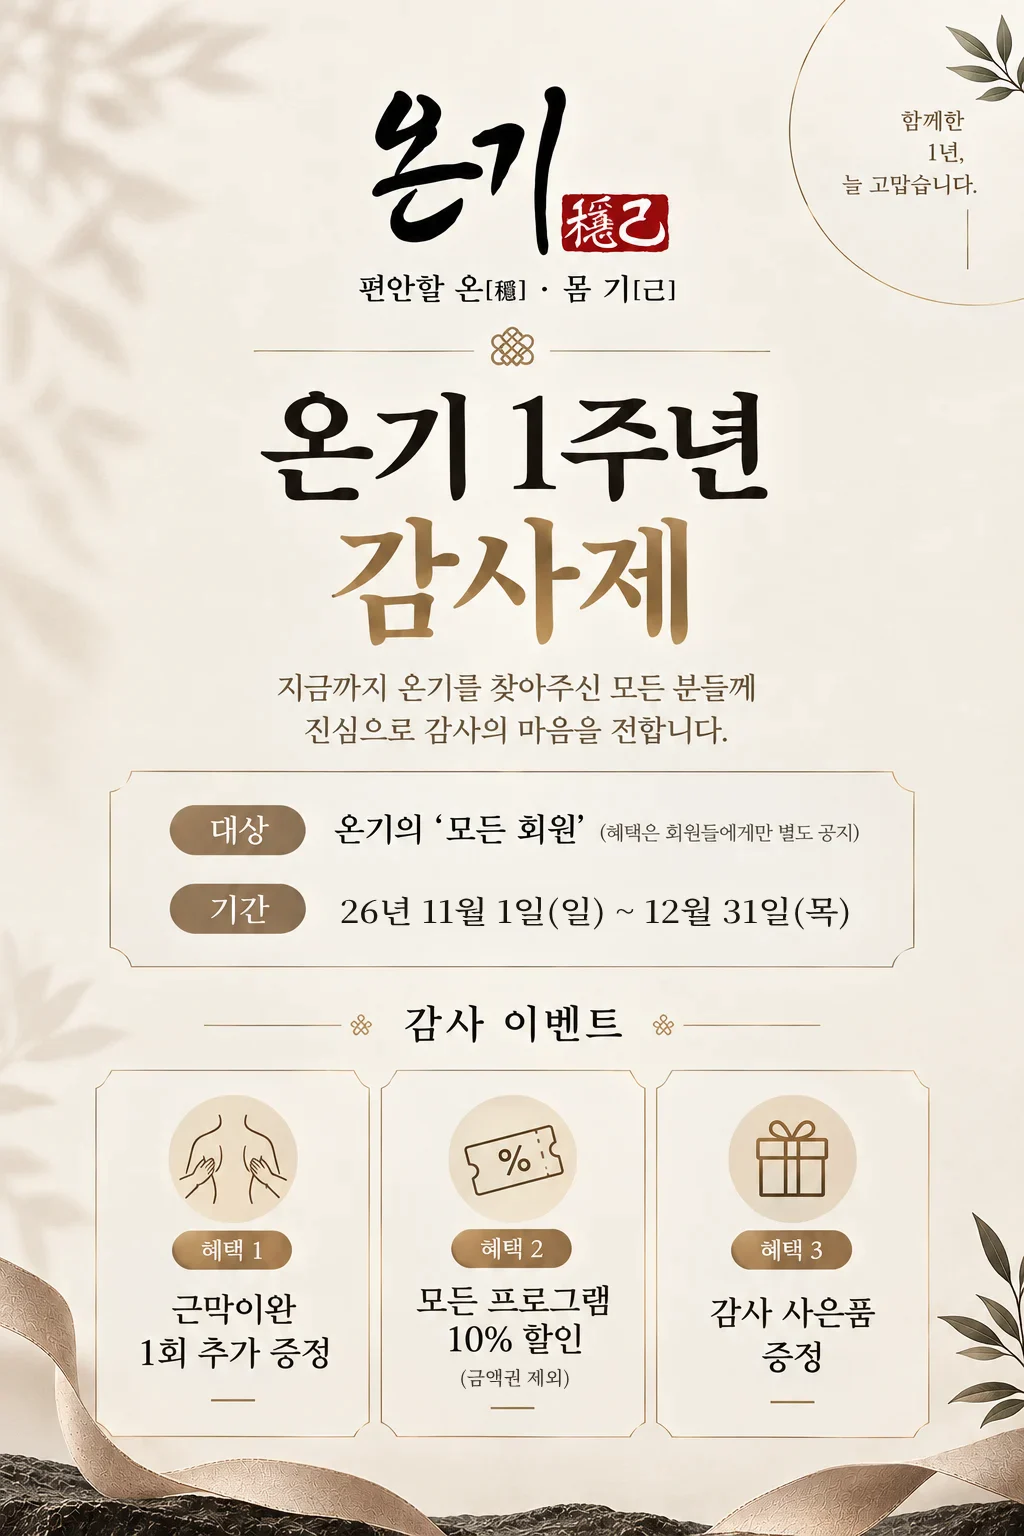 온기
穩己
함께한
1년,
늘 고맙습니다.
편안할 온[穩] · 몸 기[己]
온기 1주년
감사제
지금까지 온기를 찾아주신 모든 분들께
진심으로 감사의 마음을 전합니다.
대상 온기의 ‘모든 회원’ (혜택은 회원들에게만 별도 공지)
기간 26년 11월 1일(일) ~ 12월 31일(목)
감사 이벤트
혜택 1
근막이완
1회 추가 증정
%
혜택 2
모든 프로그램
10% 할인
(금액권 제외)
혜택 3
감사 사은품
증정